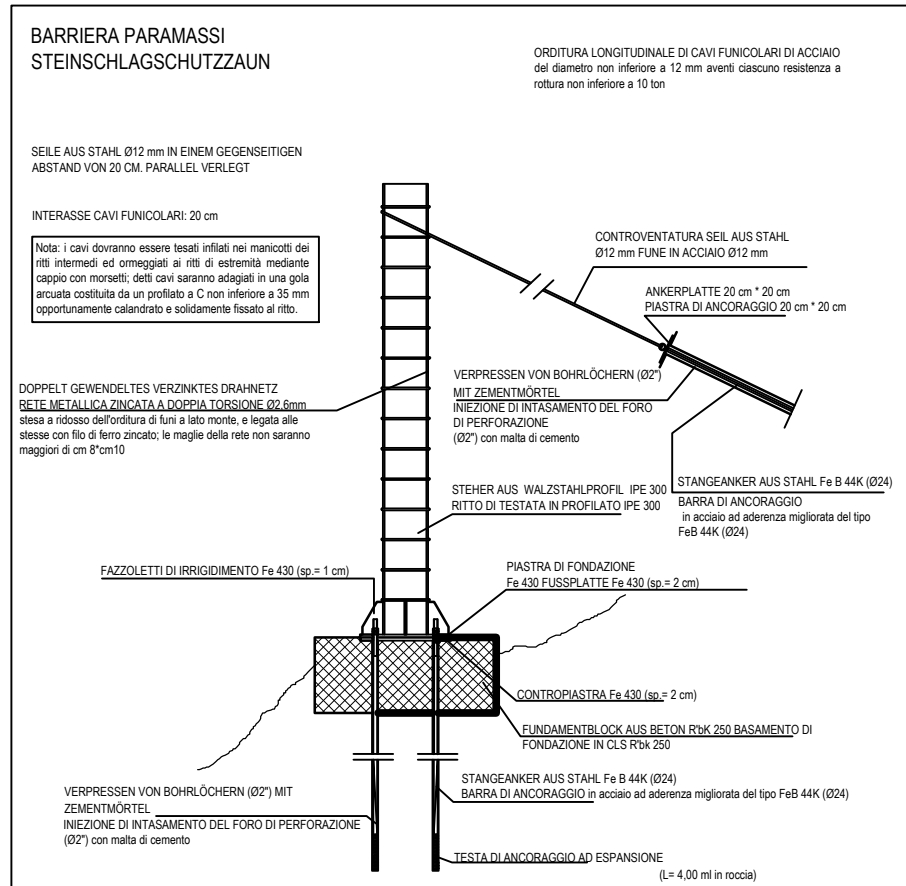 BARRIERA PARAMASSI
STEINSCHLAGSCHUTZZAUN
ORDITURA LONGITUDINALE DI CAVI FUNICOLARI DI ACCIAIO
del diametro non inferiore a 12 mm aventi ciascuno resistenza a
rottura non inferiore a 10 ton
SEILE AUS STAHL Ø12 mm IN EINEM GEGENSEITIGEN
ABSTAND VON 20 CM. PARALLEL VERLEGT
INTERASSE CAVI FUNICOLARI: 20 cm
Nota: i cavi dovranno essere tesati infilati nei manicotti dei
ritti intermedi ed ormeggiati ai ritti di estremità mediante
cappio con morsetti; detti cavi saranno adagiati in una gola
arcuata costituita da un profilato a C non inferiore a 35 mm
opportunamente calandrato e solidamente fissato al ritto.
CONTROVENTATURA SEIL AUS STAHL
Ø12 mm FUNE IN ACCIAIO Ø12 mm
ANKERPLATTE 20 cm * 20 cm
PIASTRA DI ANCORAGGIO 20 cm * 20 cm
DOPPELT GEWENDELTES VERZINKTES DRAHNETZ
RETE METALLICA ZINCATA A DOPPIA TORSIONE Ø2,6mm
stesa a ridosso dell'orditura di funi a lato monte, e legata alle
stesse con filo di ferro zincato; le maglie della rete non saranno
maggiori di cm 8*cm10
VERPRESSEN VON BOHRLÖCHERN (Ø2")
MIT ZEMENTMÖRTEL
INIEZIONE DI INTASAMENTO DEL FORO
DI PERFORAZIONE
(Ø2") con malta di cemento
STANGEANKER AUS STAHL Fe B 44K (Ø24)
BARRA DI ANCORAGGIO
in acciaio ad aderenza migliorata del tipo
FeB 44K (Ø24)
STEHER AUS WALZSTAHLPROFIL IPE 300
RITTO DI TESTATA IN PROFILATO IPE 300
FAZZOLETTI DI IRRIGIDIMENTO Fe 430 (sp.= 1 cm)
PIASTRA DI FONDAZIONE
Fe 430 FUSSPLATTE Fe 430 (sp.= 2 cm)
CONTROPIASTRA Fe 430 (sp.= 2 cm)
FUNDAMENTBLOCK AUS BETON R'bK 250 BASAMENTO DI
FONDAZIONE IN CLS R'bk 250
VERPRESSEN VON BOHRLÖCHERN (Ø2") MIT
ZEMENTMÖRTEL
INIEZIONE DI INTASAMENTO DEL FORO DI PERFORAZIONE
(Ø2") con malta di cemento
STANGEANKER AUS STAHL Fe B 44K (Ø24)
BARRA DI ANCORAGGIO in acciaio ad aderenza migliorata del tipo FeB 44K (Ø24)
TESTA DI ANCORAGGIO AD ESPANSIONE
(L= 4,00 ml in roccia)